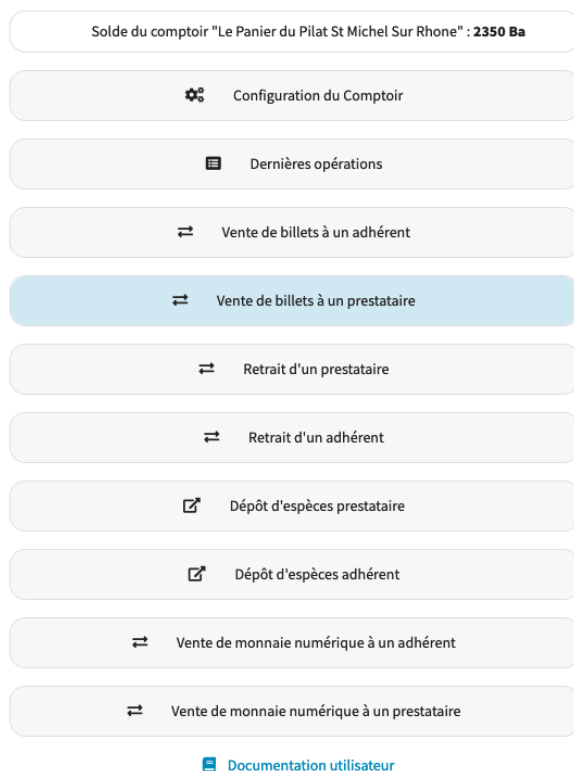 Solde du comptoir "Le Panier du Pilat St Michel Sur Rhone" : 2350 Ba
Configuration du Comptoir
Dernières opérations
Vente de billets à un adhérent
Vente de billets à un prestataire
Retrait d'un prestataire
Retrait d'un adhérent
Dépôt d'espèces prestataire
Dépôt d'espèces adhérent
Vente de monnaie numérique à un adhérent
Vente de monnaie numérique à un prestataire
Documentation utilisateur